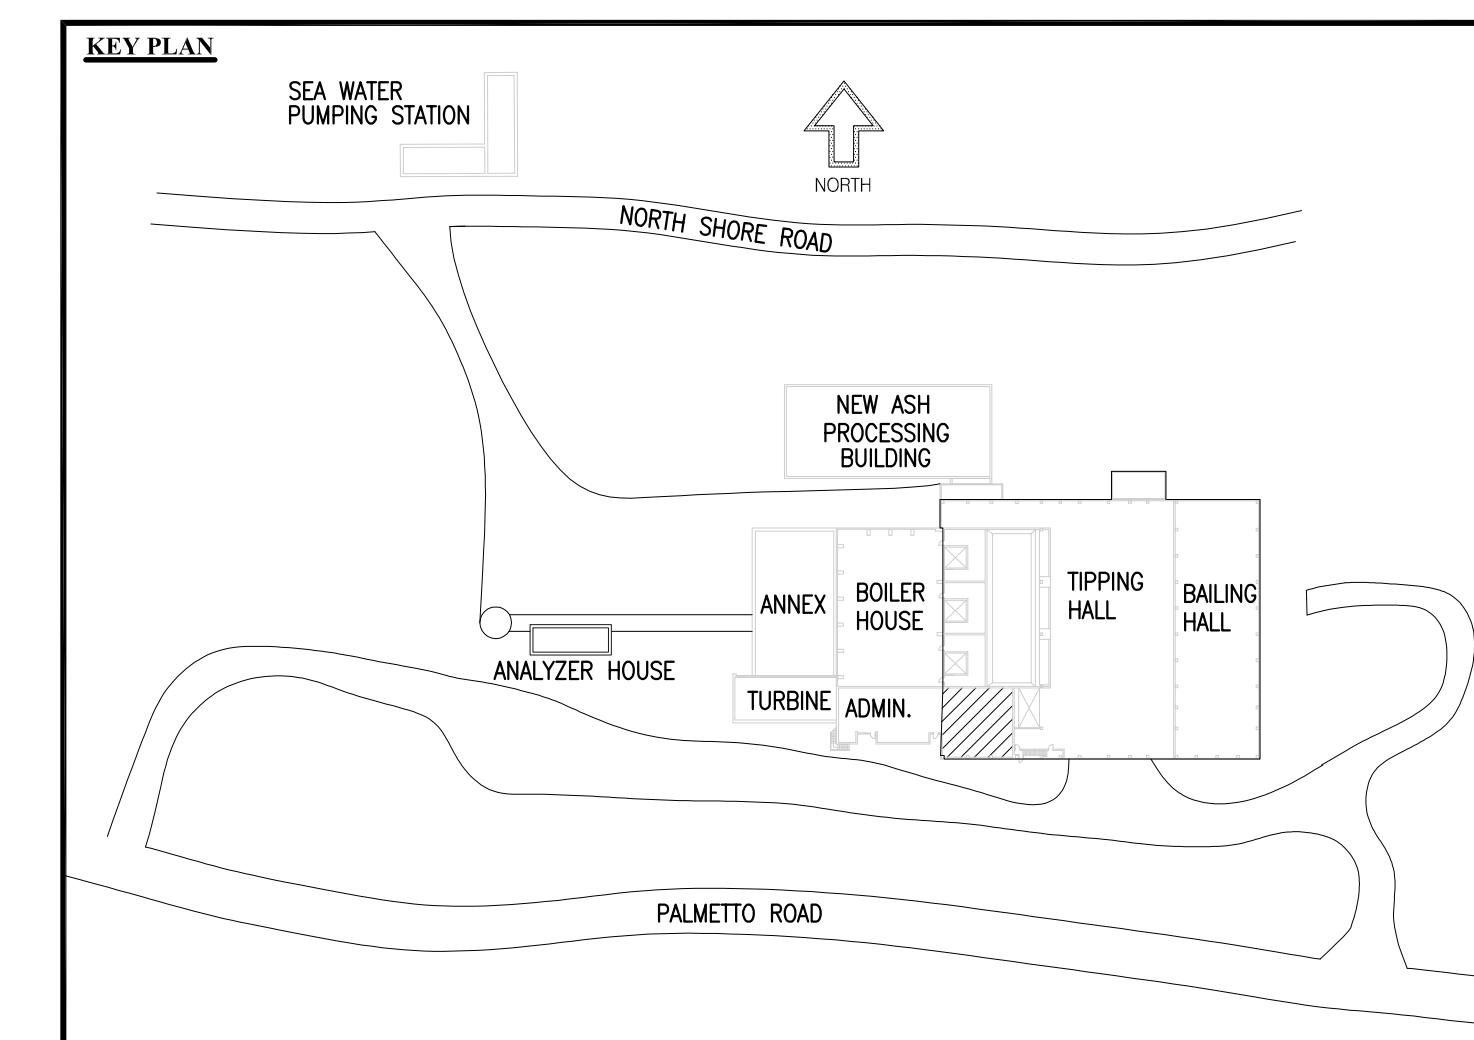 KEY PLAN
SEA WATER
PUMPING STATION
NORTH
NORTH SHORE ROAD
NEW ASH
PROCESSING
BUILDING
TIPPING
HALL
BAILING
HALL
BOILER
HOUSE
ANNEX
ANALYZER HOUSE
TURBINE
ADMIN.
PALMETTO ROAD